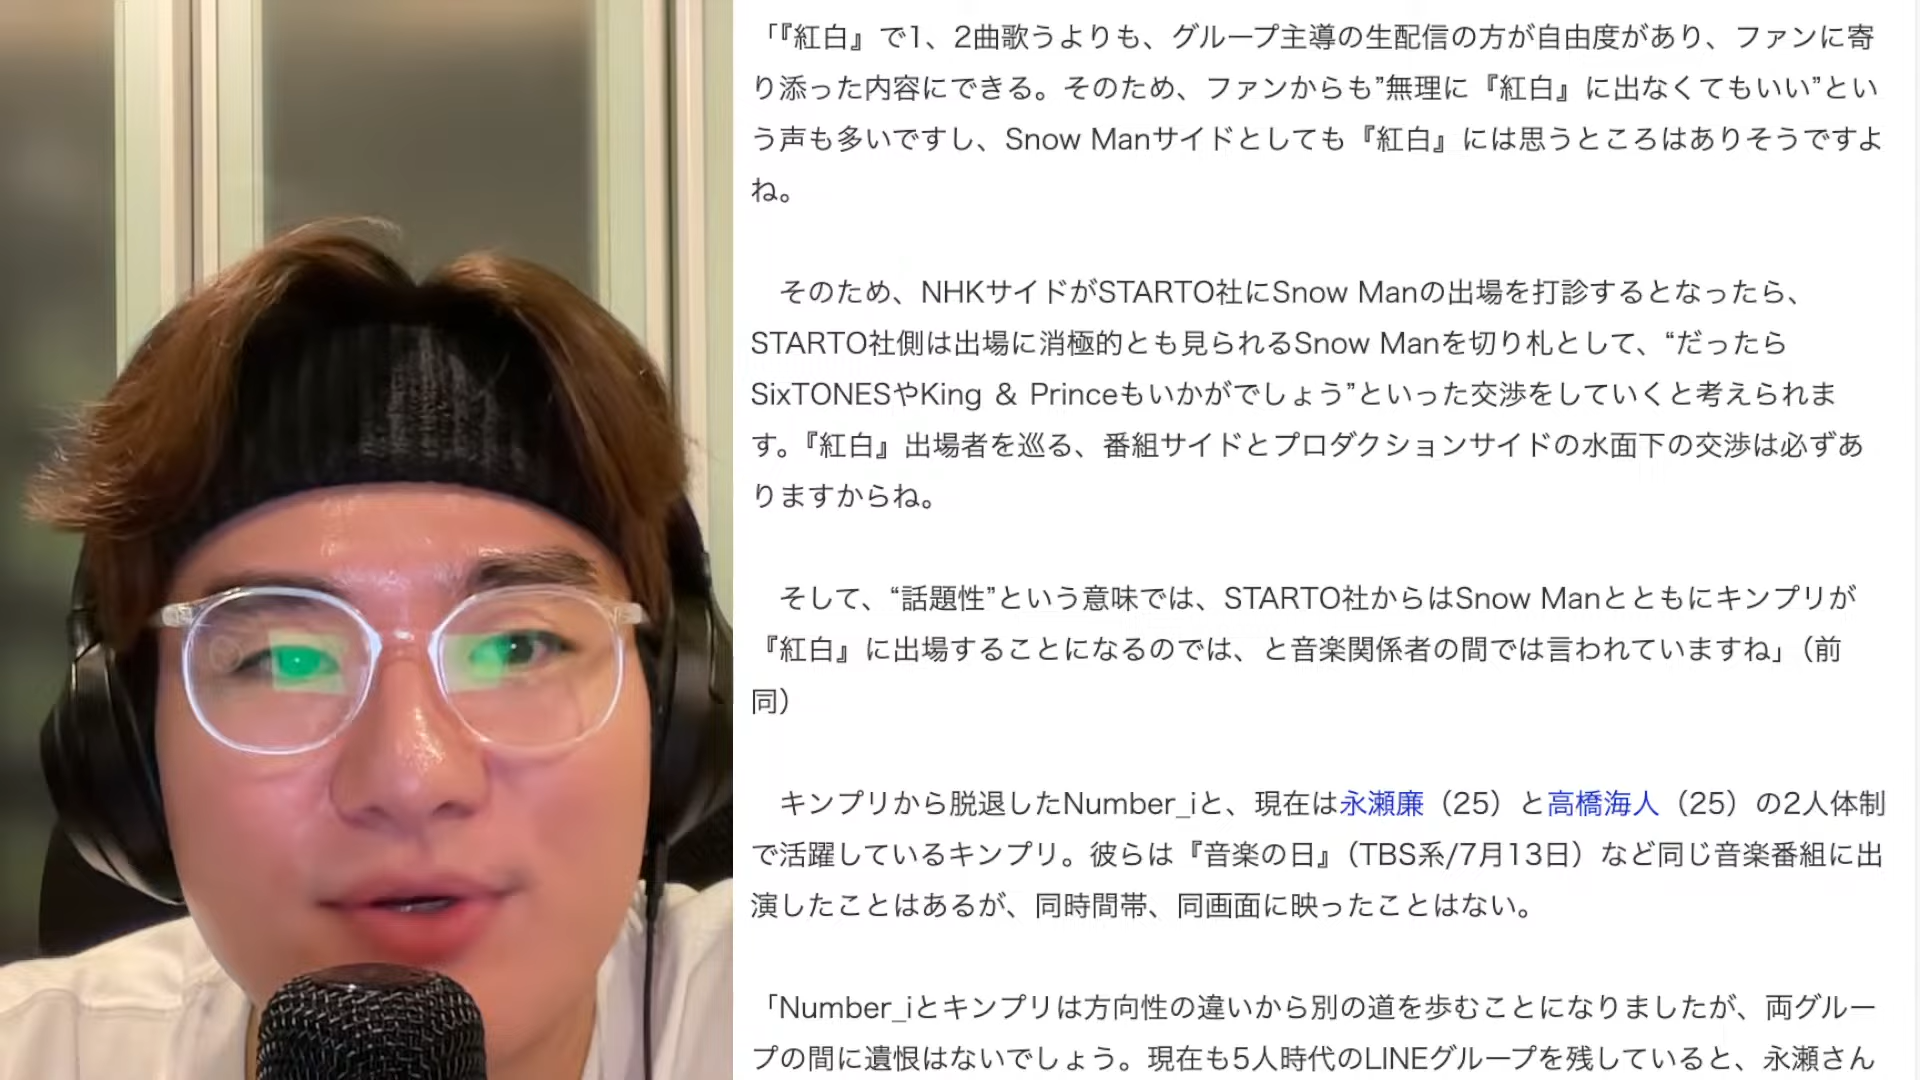 「『紅白』で1、2曲歌うよりも、グループ主導の生配信の方が自由度があり、ファンに寄
り添った内容にできる。そのため、ファンからも”無理に『紅白』に出なくてもいい”とい
う声も多いですし、Snow Manサイドとしても『紅白』には思うところはありそうですよ
ね。
そのため、NHKサイドがSTARTO社にSnow Manの出場を打診するとなったら、
STARTO社側は出場に消極的とも見られるSnow Manを切り札として、“だったら
SixTONESやKing & Princeもいかがでしょう”といった交渉をしていくと考えられま
す。『紅白』出場者を巡る、番組サイドとプロダクションサイドの水面下の交渉は必ずあ
りますからね。
そして、“話題性”という意味では、STARTO社からはSnow Manとともにキンプリが
『紅白』に出場することになるのでは、と音楽関係者の間では言われていますね」（前
同）
キンプリから脱退したNumber_iと、現在は永瀬廉（25）と高橋海人（25）の2人体制
で活躍しているキンプリ。彼らは『音楽の日』（TBS系/7月13日）など同じ音楽番組に出
演したことはあるが、同時間帯、同画面に映ったことはない。
「Number_iとキンプリは方向性の違いから別の道を歩むことになりましたが、両グルー
プの間に遺恨はないでしょう。現在も5人時代のLINEグループを残していると、永瀬さん